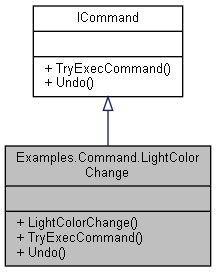 ICommand
+ TryExecCommand()
+ Undo()
Examples.Command.LightColor
Change
+ LightColorChange()
+ TryExecCommand()
+ Undo()